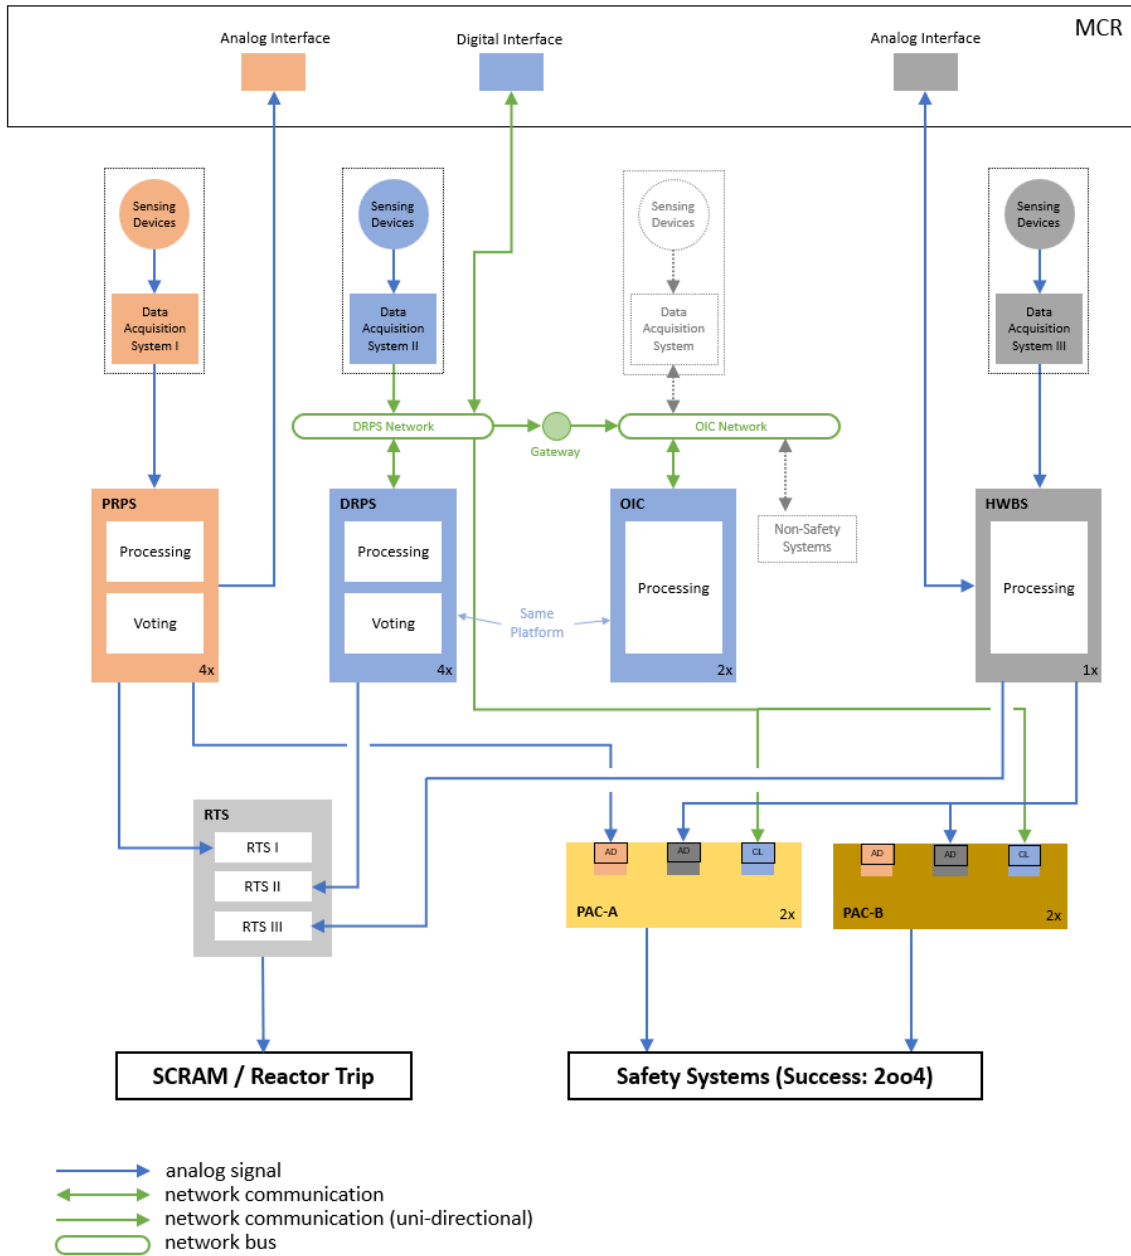 MCR
Analog Interface
Digital Interface
Analog Interface
Sensing
Devices
Sensing
Devices
Sensing
Devices
Sensing
Devices
Data
Acquisition
System I
Data
Acquisition
System II
Data
Acquisition
System
Data
Acquisition
System III
DRPS Network
Gateway
OIC Network
PRPS
Processing
Voting
4x
DRPS
Processing
Voting
4x
Same
Platform
OIC
Processing
2x
Non-Safety
Systems
HWBS
Processing
1x
RTS
RTS I
RTS II
RTS III
AD
AD
CL
PAC-A
2x
AD
AD
CL
PAC-B
2x
SCRAM / Reactor Trip
Safety Systems (Success: 2oo4)
analog signal
network communication
network communication (uni-directional)
network bus